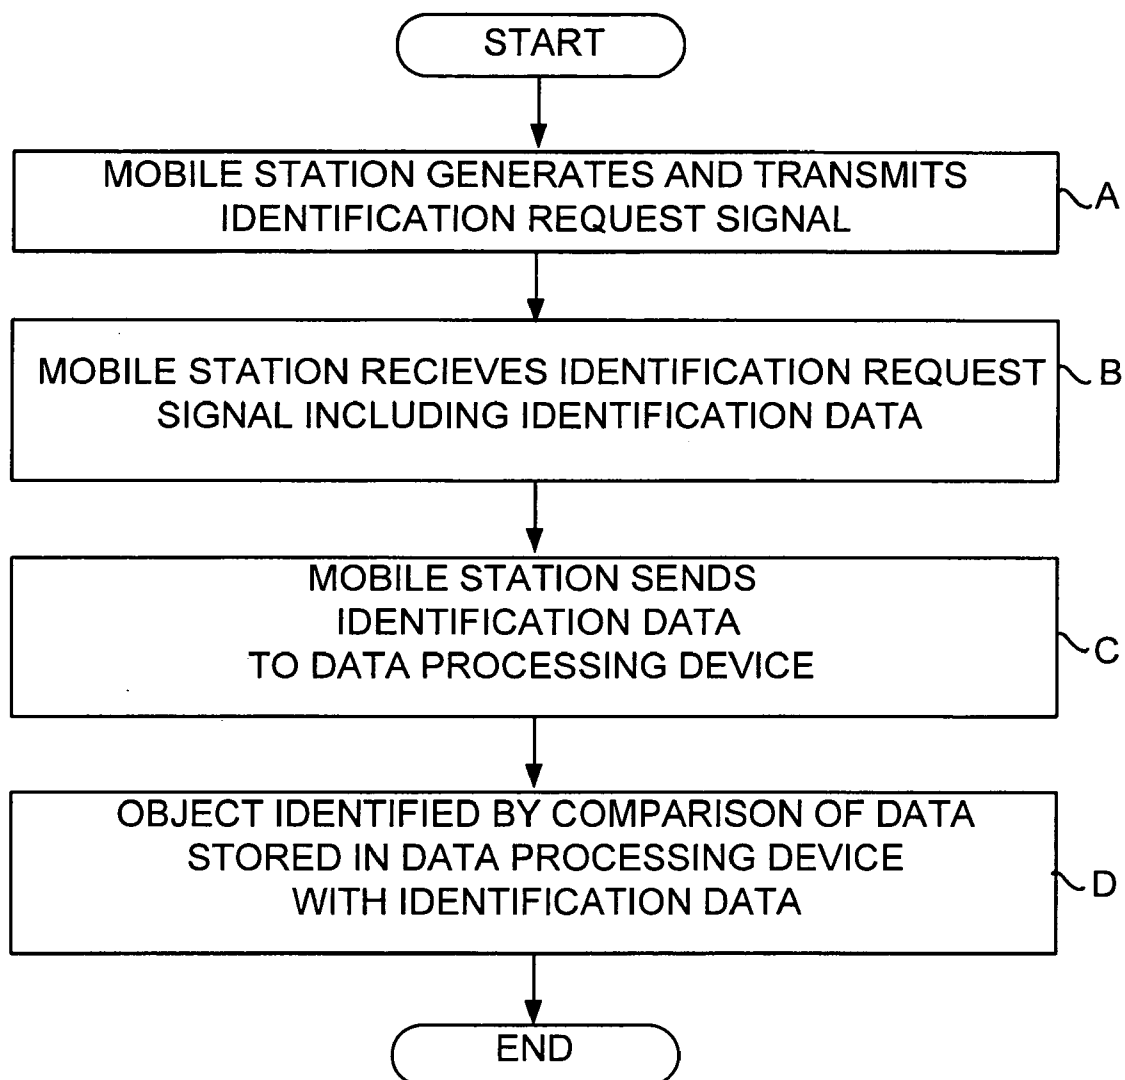 START
MOBILE STATION GENERATES AND TRANSMITS
IDENTIFICATION REQUEST SIGNAL
A
MOBILE STATION RECIEVES IDENTIFICATION REQUEST
SIGNAL INCLUDING IDENTIFICATION DATA
B
MOBILE STATION SENDS
IDENTIFICATION DATA
TO DATA PROCESSING DEVICE
C
OBJECT IDENTIFIED BY COMPARISON OF DATA
STORED IN DATA PROCESSING DEVICE
WITH IDENTIFICATION DATA
D
END